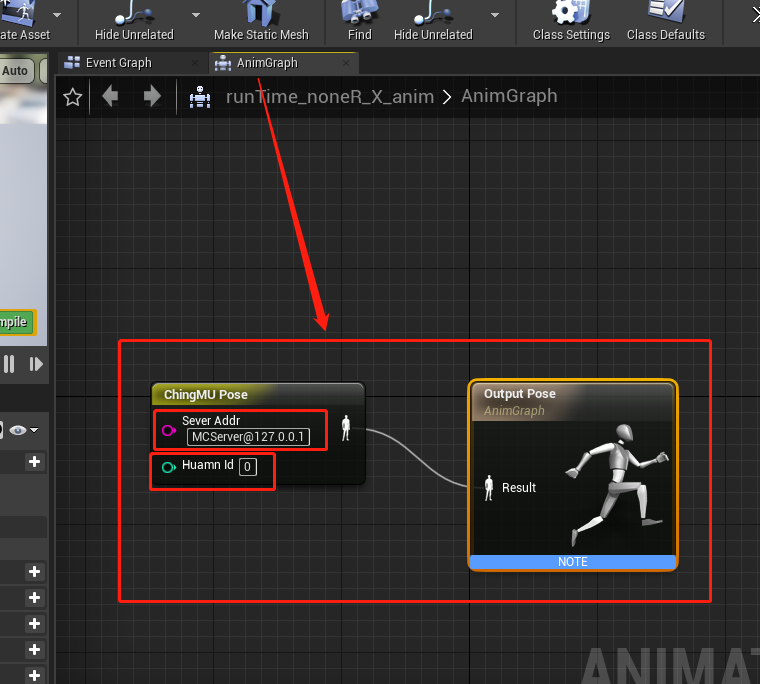 ate Asset
Hide Unrelated
Make Static Mesh
Find
Hide Unrelated
Class Settings
Class Defaults
Auto
Event Graph
AnimGraph
runTime_noneR_X_anim
AnimGraph
mpile
ChingMU Pose
Sever Addr
MCServer@127.0.0.1
Huamn Id 0
Output Pose
AnimGraph
Result
NOTE
ANIMAT